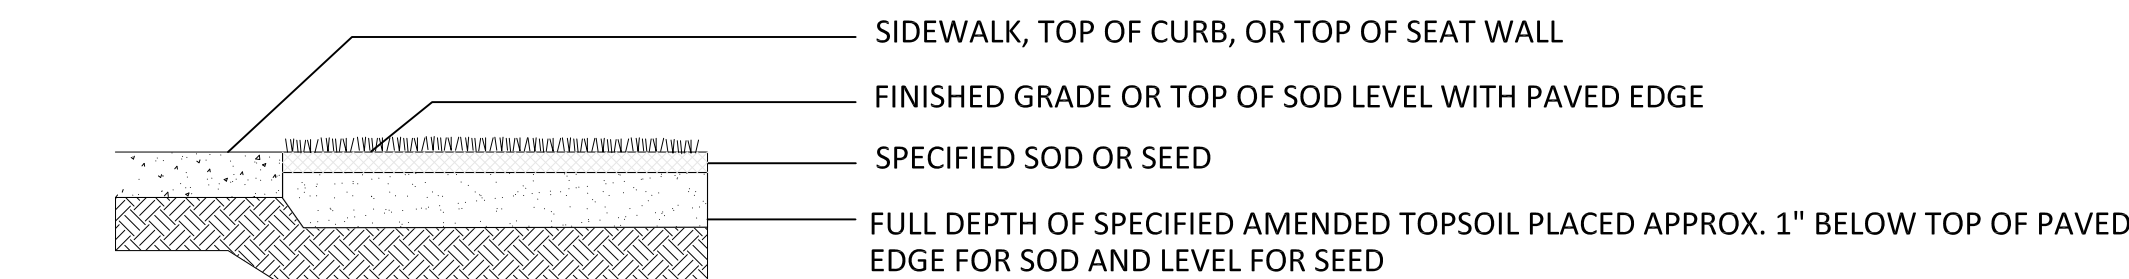 SIDEWALK, TOP OF CURB, OR TOP OF SEAT WALL
FINISHED GRADE OR TOP OF SOD LEVEL WITH PAVED EDGE
SPECIFIED SOD OR SEED
FULL DEPTH OF SPECIFIED AMENDED TOPSOIL PLACED APPROX. 1" BELOW TOP OF PAVED
EDGE FOR SOD AND LEVEL FOR SEED